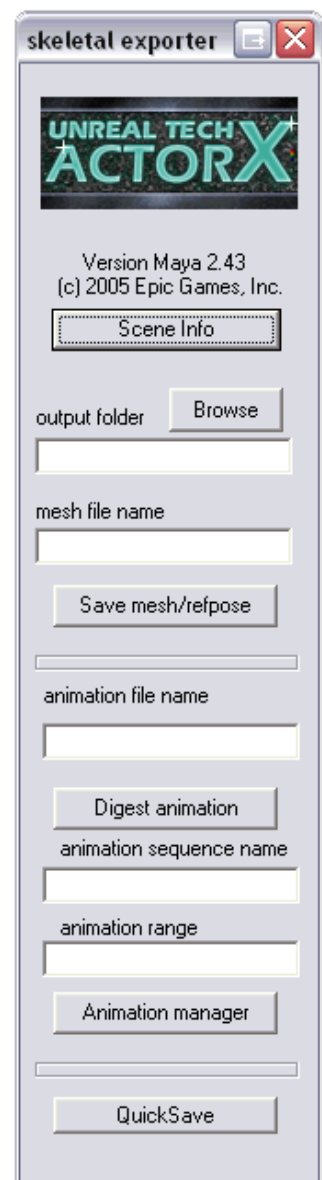 skeletal exporter
UNREAL TECH
ACTORX
Version Maya 2.43
(c) 2005 Epic Games, Inc.
Scene Info
output folder
Browse
mesh file name
Save mesh/refpose
animation file name
Digest animation
animation sequence name
animation range
Animation manager
QuickSave